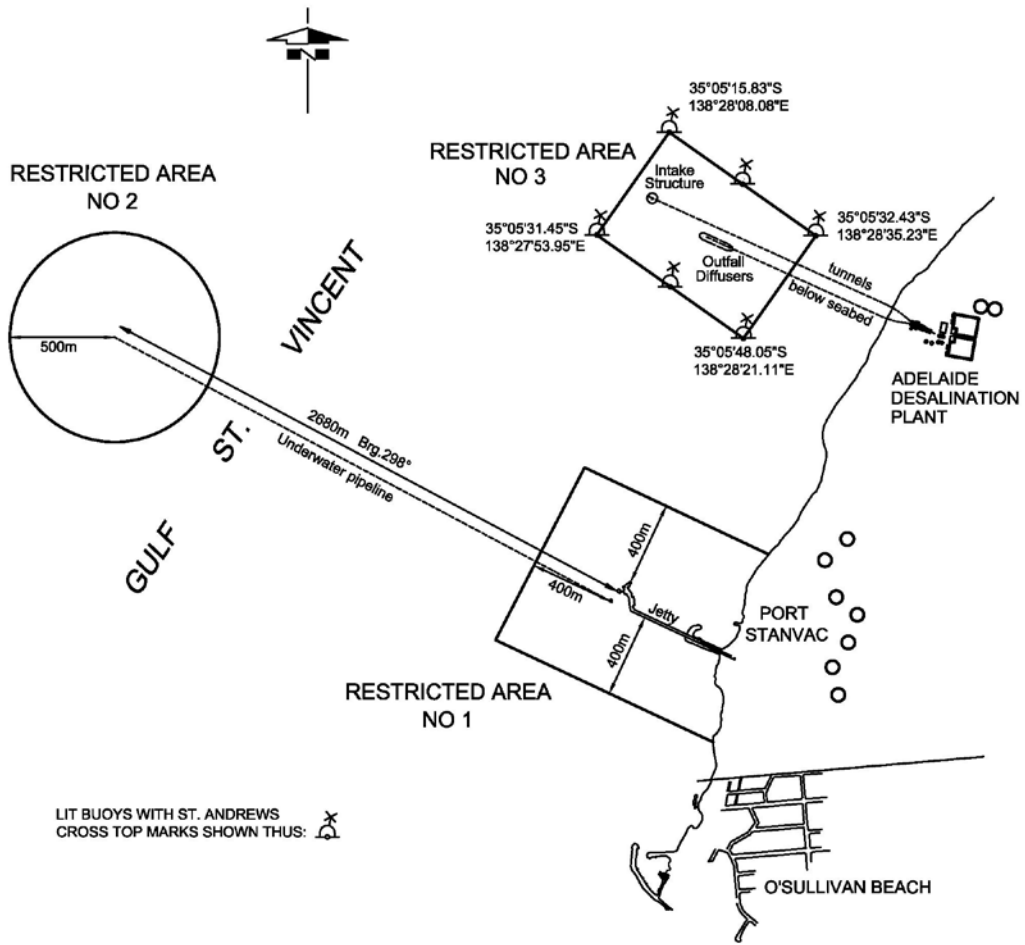 N
35°05'15.83"S
138°28'08.08"E
RESTRICTED AREA
NO 3
RESTRICTED AREA
NO 2
Intake
Structure
35°05'31.45"S
138°27'53.95"E
35°05'32.43"S
138°28'35.23"E
Outfall
Diffusers
tunnels
below seabed
35°05'48.05"S
138°28'21.11"E
ADELAIDE
DESALINATION
PLANT
500m
GULF ST. VINCENT
2680m Brg.298°
Underwater pipeline
400m
400m
Jetty
400m
PORT
STANVAC
RESTRICTED AREA
NO 1
LIT BUOYS WITH ST. ANDREWS
CROSS TOP MARKS SHOWN THUS:
O'SULLIVAN BEACH